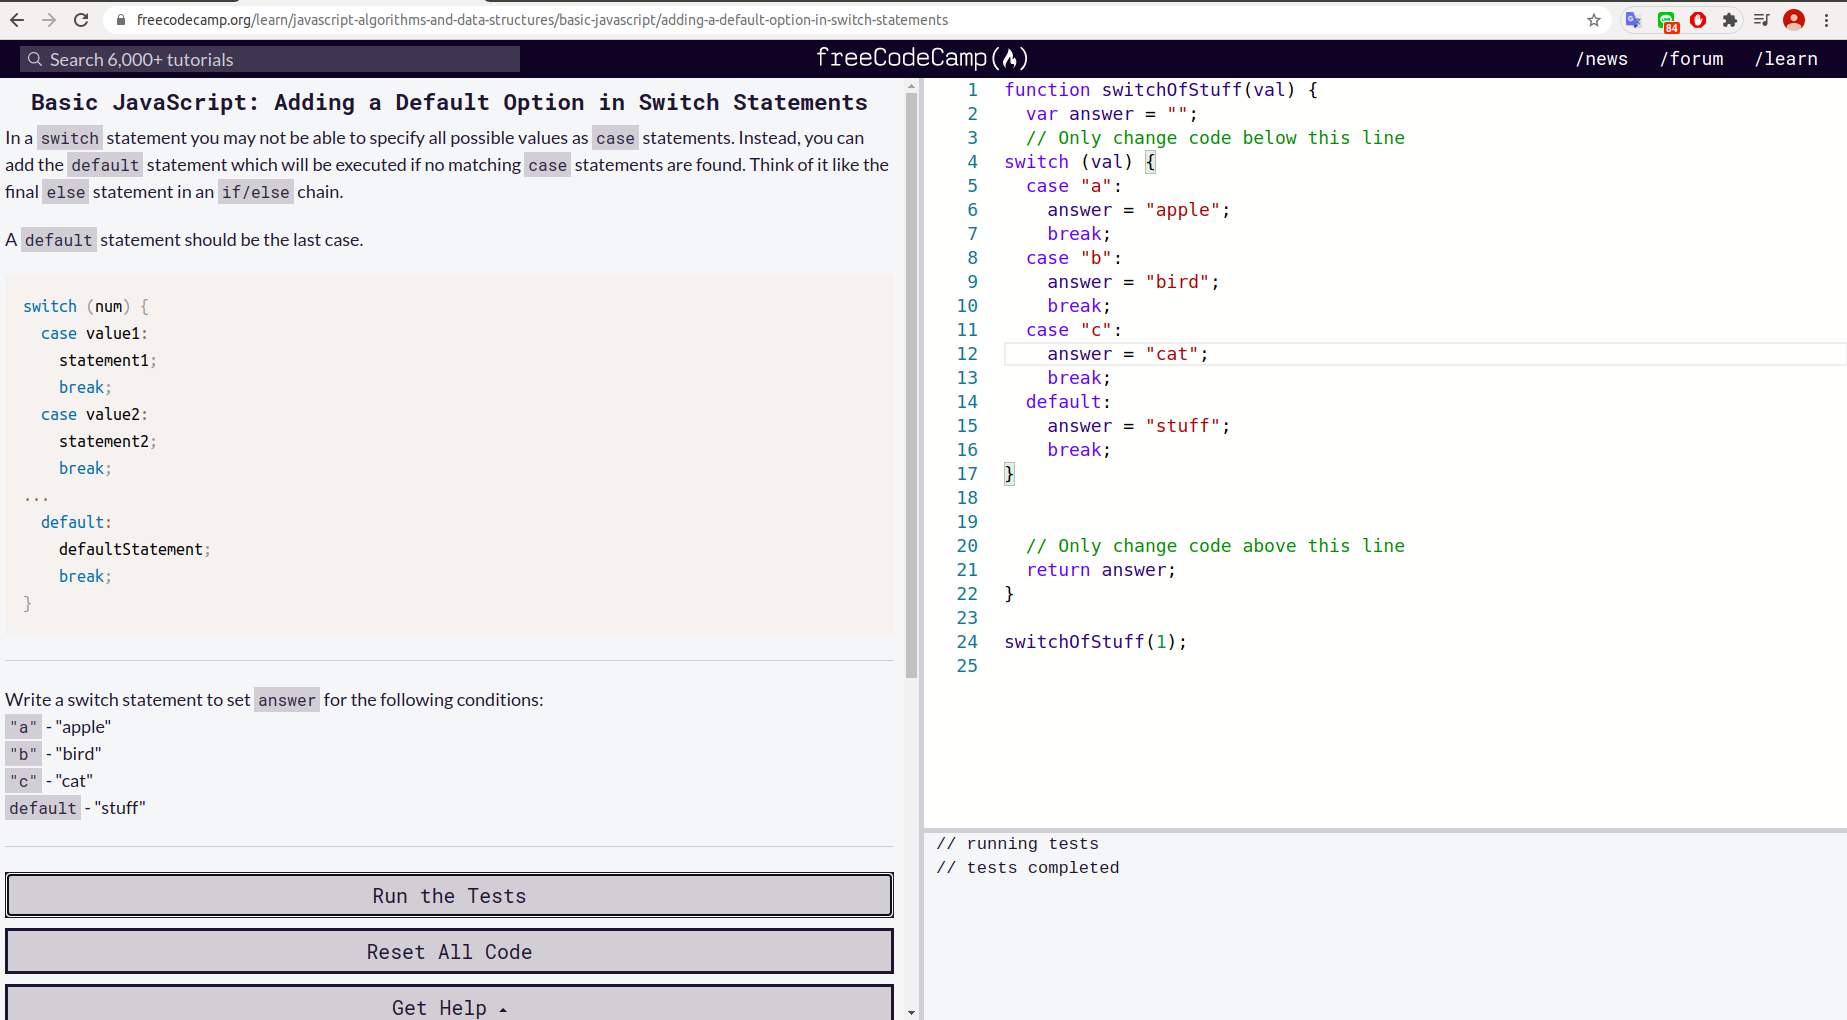 freecodecamp.org/learn/javascript-algorithms-and-data-structures/basic-javascript/adding-a-default-option-in-switch-statements
84
Search 6,000+ tutorials
freeCodeCamp
/news
/forum
/learn
Basic JavaScript: Adding a Default Option in Switch Statements
In a switch statement you may not be able to specify all possible values as case statements. Instead, you can
add the default statement which will be executed if no matching case statements are found. Think of it like the
final else statement in an if/else chain.
A default statement should be the last case.
switch (num) {
case value1:
statement1;
break;
case value2:
statement2;
break;
...
default:
defaultStatement;
break;
}
Write a switch statement to set answer for the following conditions:
"a" - "apple"
"b" - "bird"
"c" - "cat"
default - "stuff"
Run the Tests
Reset All Code
Get Help
1 function switchOfStuff(val) {
2 var answer = "";
3 // Only change code below this line
4 switch (val) {
5 case "a":
6 answer = "apple";
7 break;
8 case "b":
9 answer = "bird";
10 break;
11 case "c":
12 answer = "cat";
13 break;
14 default:
15 answer = "stuff";
16 break;
17 }
18
19
20 // Only change code above this line
21 return answer;
22 }
23
24 switchOfStuff(1);
25
// running tests
// tests completed